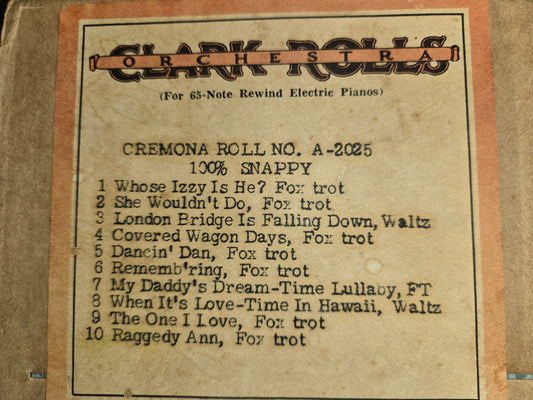 CLARK ROLLS
ORCHESTRA
(For 65-Note Rewind Electric Pianos)
CREMONA ROLL NO. A-2025
100% SNAPPY
1 Whose Izzy Is He? Fox trot
2 She Wouldn't Do, Fox trot
3 London Bridge Is Falling Down, Waltz
4 Covered Wagon Days, Fox trot
5 Dancin' Dan, Fox trot
6 Rememb'ring, Fox trot
7 My Daddy's Dream-Time Lullaby, FT
8 When It's Love-Time In Hawaii, Waltz
9 The One I Love, Fox trot
10 Raggedy Ann, Fox trot